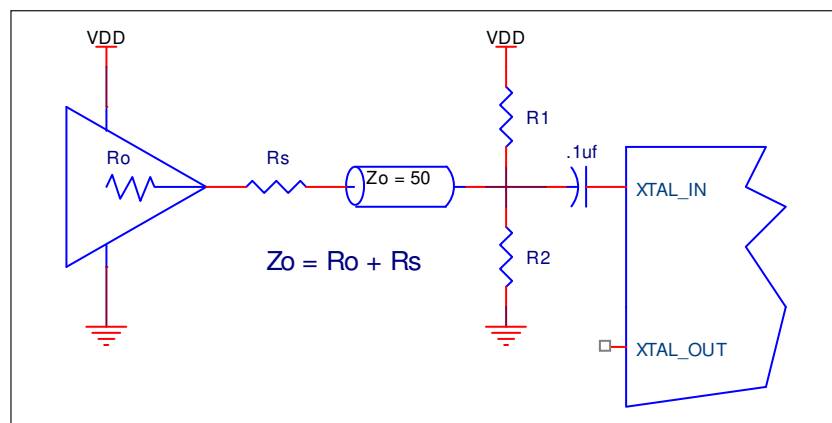 VDD
VDD
R1
Ro
Rs
.1uf
Zo = 50
XTAL_IN
Zo = Ro + Rs
R2
XTAL_OUT